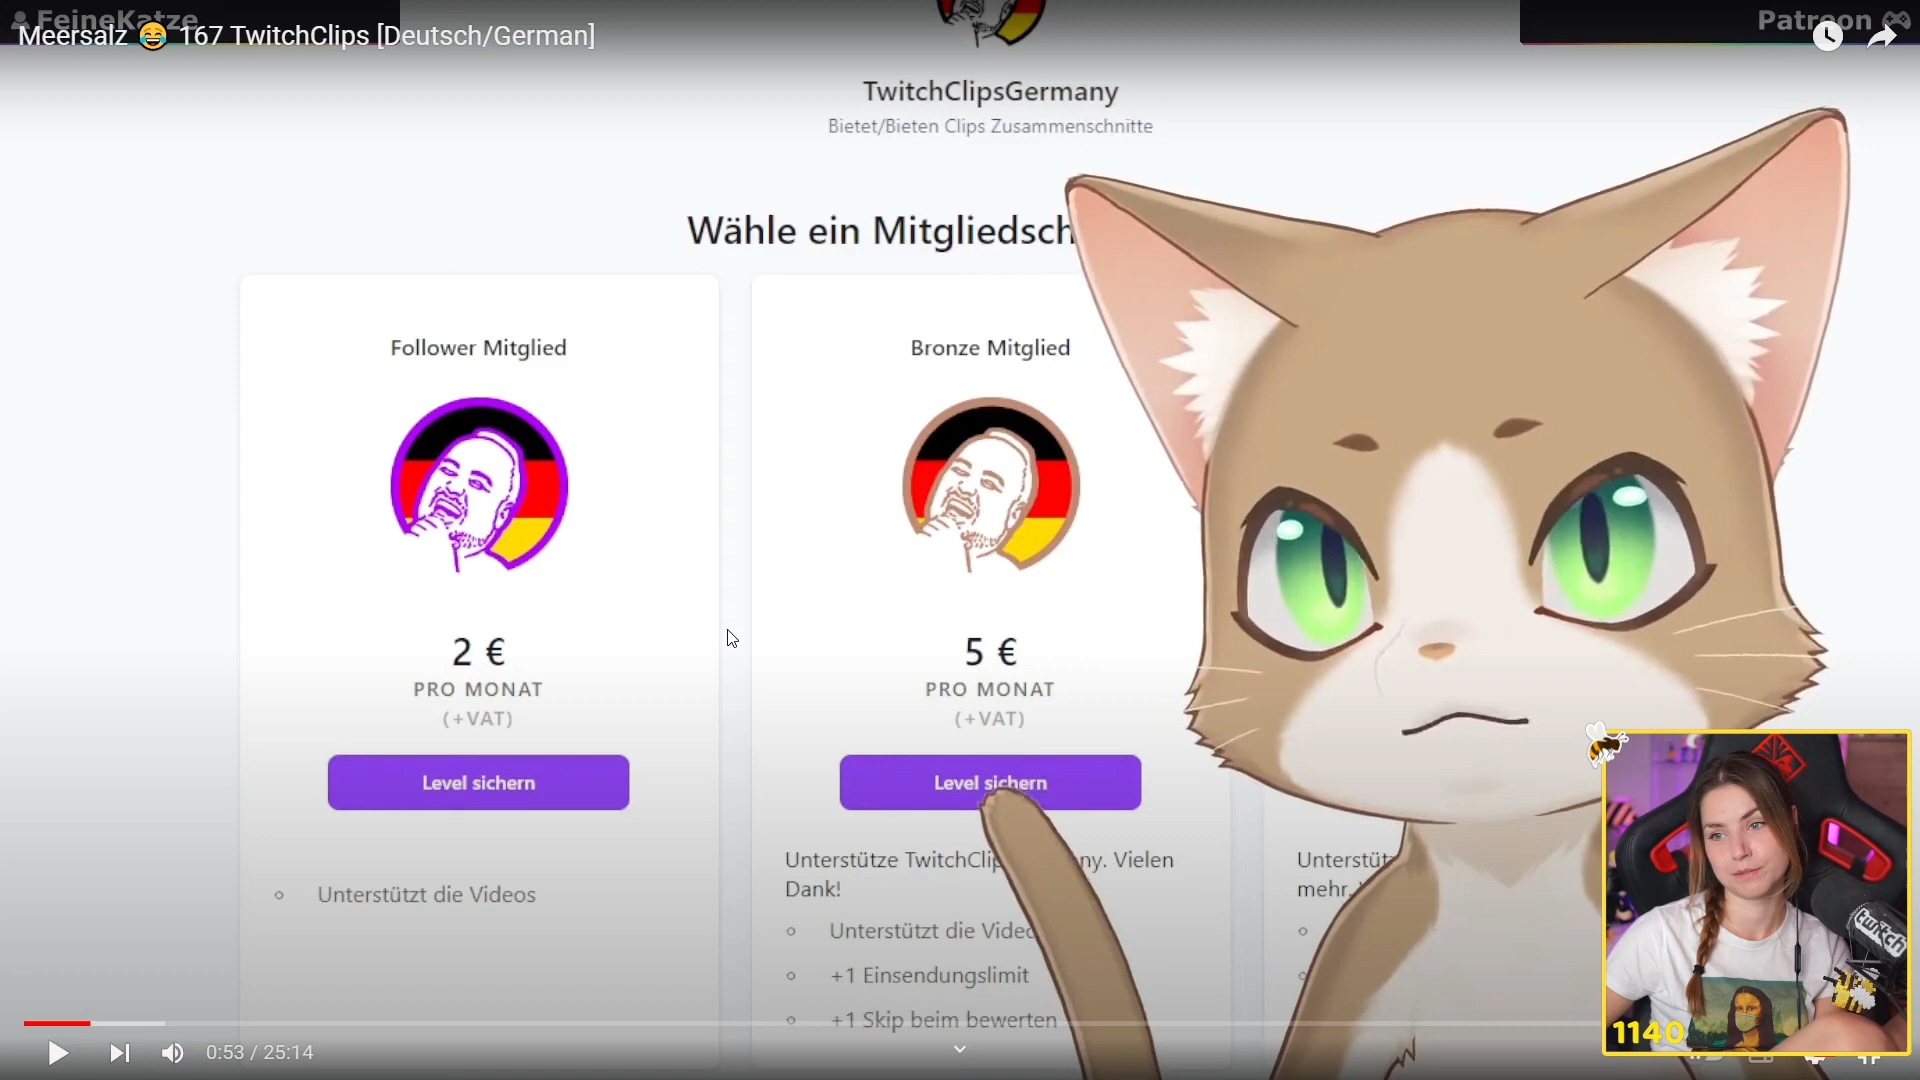 FeineKatze
Patreon
Meersalz 😂 167 TwitchClips [Deutsch/German]
TwitchClipsGermany
Bietet/Bieten Clips Zusammenschnitte
Wähle ein Mitgliedsch
Follower Mitglied
2 €
PRO MONAT
(+VAT)
Level sichern
Unterstützt die Videos
Bronze Mitglied
5 €
PRO MONAT
(+VAT)
Level sichern
Unterstütze TwitchClip ny. Vielen
Dank!
Unterstützt die Videc
+1 Einsendungslimit
+1 Skip beim bewerten
Unterstüt
mehr.
twitch
1140
0:53 / 25:14